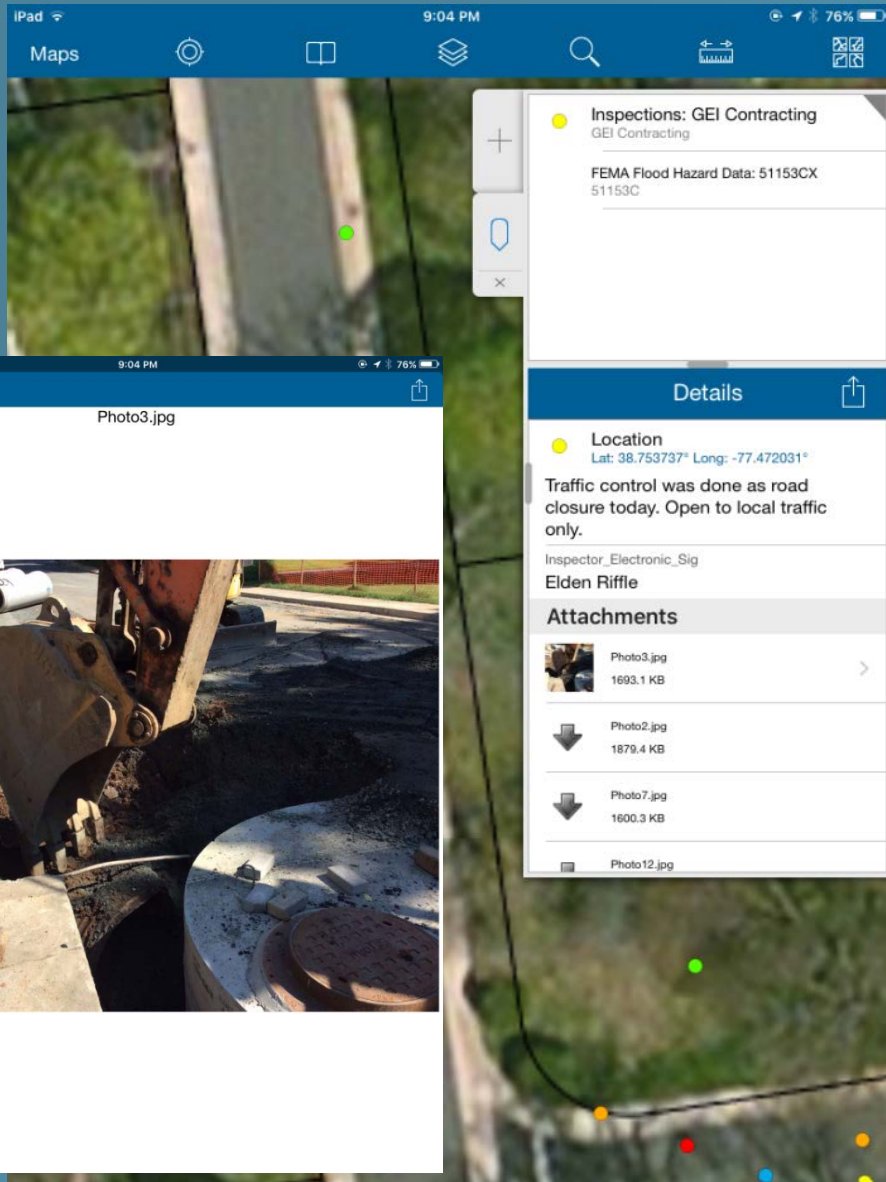 iPad 9:04 PM 76%
Maps
Inspections: GEI Contracting
GEI Contracting
FEMA Flood Hazard Data: 51153CX
51153C
9:04 PM 76%
Photo3.jpg
Details
Location
Lat: 38.753737° Long: -77.472031°
Traffic control was done as road
closure today. Open to local traffic
only.
Inspector_Electronic_Sig
Elden Riffle
Attachments
Photo3.jpg
1693.1 KB
Photo2.jpg
1879.4 KB
Photo7.jpg
1600.3 KB
Photo12.jpg